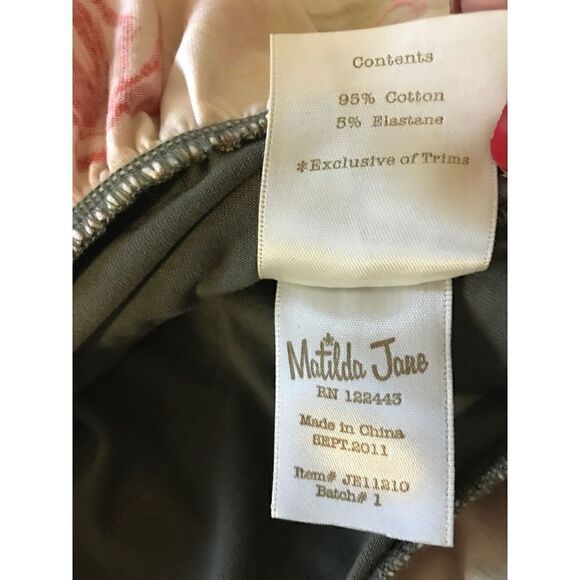 Contents
95% Cotton
5% Elastane
*Exclusive of Trims
Matilda Jane
RN 122443
Made in China
SEPT.2011
Item# JE11210
Batch# 1